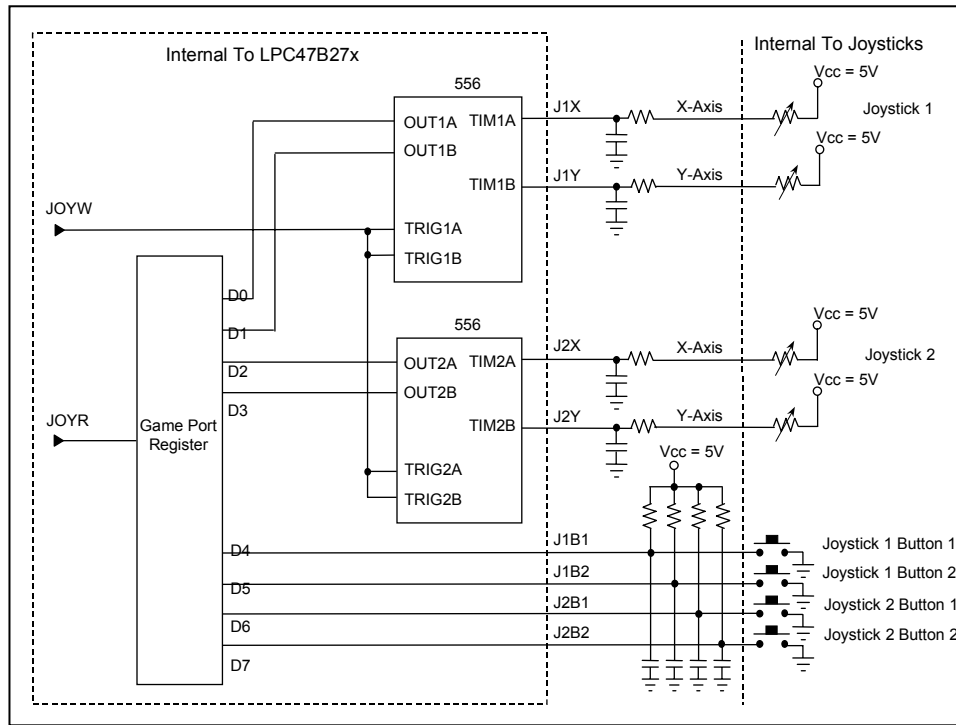 Internal To LPC47B27x
Internal To Joysticks
556
OUT1A
OUT1B
TIM1A
TIM1B
TRIG1A
TRIG1B
J1X
X-Axis
Vcc = 5V
Joystick 1
J1Y
Y-Axis
Vcc = 5V
JOYW
D0
D1
D2
D3
556
OUT2A
OUT2B
TIM2A
TIM2B
TRIG2A
TRIG2B
J2X
X-Axis
Vcc = 5V
Joystick 2
J2Y
Y-Axis
Vcc = 5V
JOYR
Game Port
Register
Vcc = 5V
D4
J1B1
Joystick 1 Button 1
D5
J1B2
Joystick 1 Button 2
D6
J2B1
Joystick 2 Button 1
D7
J2B2
Joystick 2 Button 2